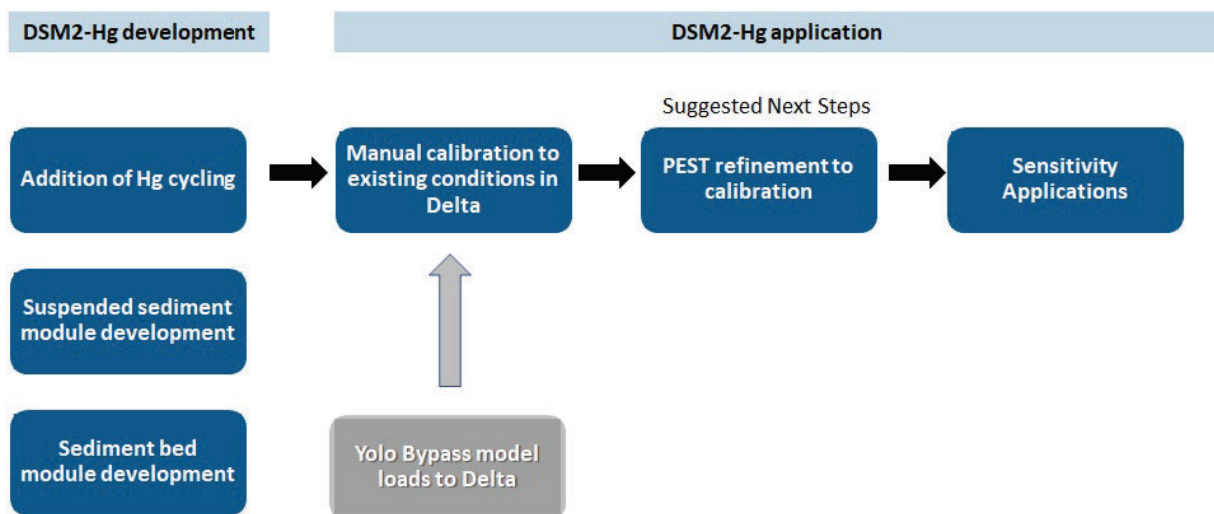 DSM2-Hg development
DSM2-Hg application
Suggested Next Steps
Addition of Hg cycling
Manual calibration to
existing conditions in
Delta
PEST refinement to
calibration
Sensitivity
Applications
Suspended sediment
module development
Sediment bed
module development
Yolo Bypass model
loads to Delta